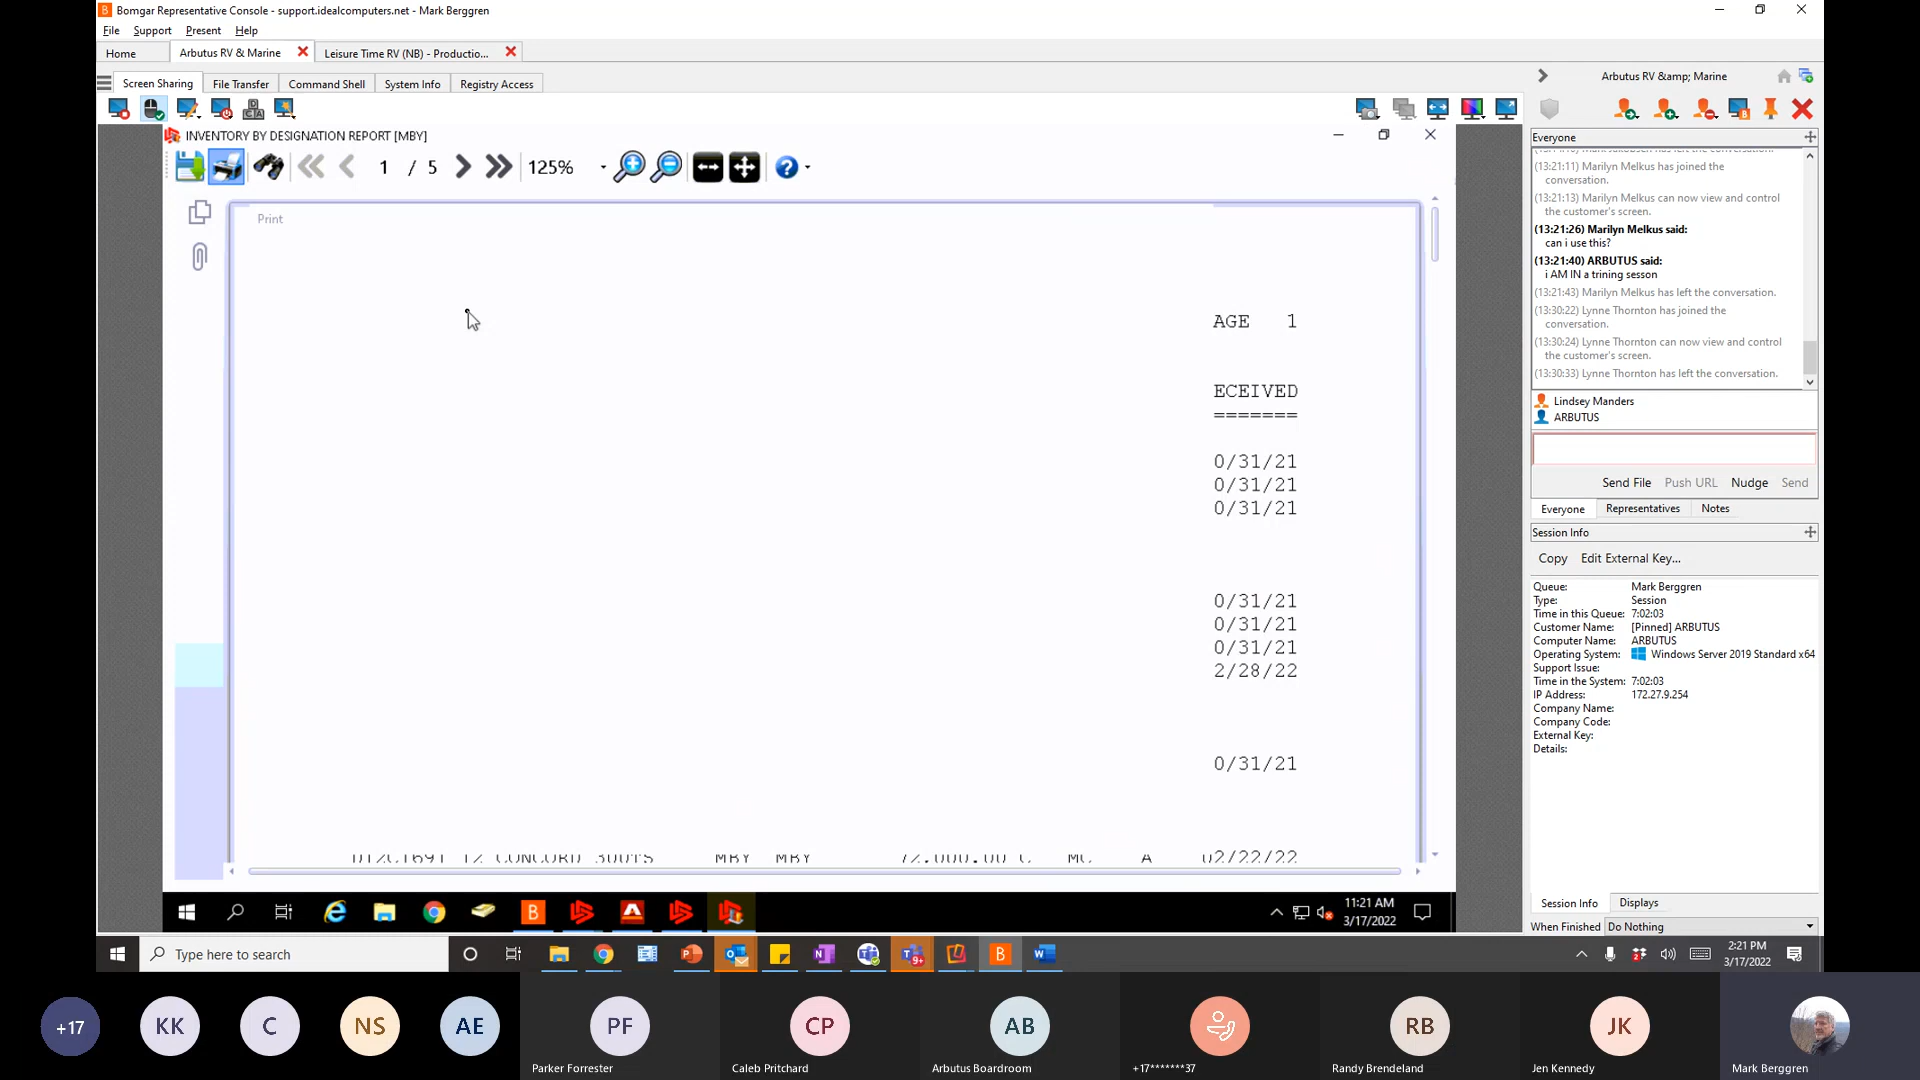 Bomgar Representative Console - support.idealcomputers.net - Mark Berggren
File Support Present Help
Home Arbutus RV & Marine Leisure Time RV (NB) - Productio...
Screen Sharing File Transfer Command Shell System Info Registry Access
Arbutus RV &amp; Marine
INVENTORY BY DESIGNATION REPORT [MBY]
1 / 5 125%
Print
AGE 1
ECEIVED
=======
0/31/21
0/31/21
0/31/21
0/31/21
0/31/21
0/31/21
2/28/22
0/31/21
CONCORD 300TS MBY MBY 72,000.00 C MC A 02/22/22
11:21 AM
3/17/2022
Everyone
(13:21:11) Marilyn Melkus has joined the
conversation.
(13:21:13) Marilyn Melkus can now view and control
the customer's screen.
(13:21:26) Marilyn Melkus said:
can i use this?
(13:21:40) ARBUTUS said:
i AM IN a trining sesson
(13:21:43) Marilyn Melkus has left the conversation.
(13:30:22) Lynne Thornton has joined the
conversation.
(13:30:24) Lynne Thornton can now view and control
the customer's screen.
(13:30:33) Lynne Thornton has left the conversation.
Lindsey Manders
ARBUTUS
Send File Push URL Nudge Send
Everyone Representatives Notes
Session Info
Copy Edit External Key...
Queue: Mark Berggren
Type: Session
Time in this Queue: 7:02:03
Customer Name: [Pinned] ARBUTUS
Computer Name: ARBUTUS
Operating System: Windows Server 2019 Standard x64
Support Issue:
Time in the System: 7:02:03
IP Address: 172.27.9.254
Company Name:
Company Code:
External Key:
Details:
Session Info Displays
When Finished Do Nothing
Type here to search
2:21 PM
3/17/2022
+17 KK C NS AE PF CP AB RB JK
Parker Forrester Caleb Pritchard Arbutus Boardroom +17*******37 Randy Brendeland Jen Kennedy Mark Berggren